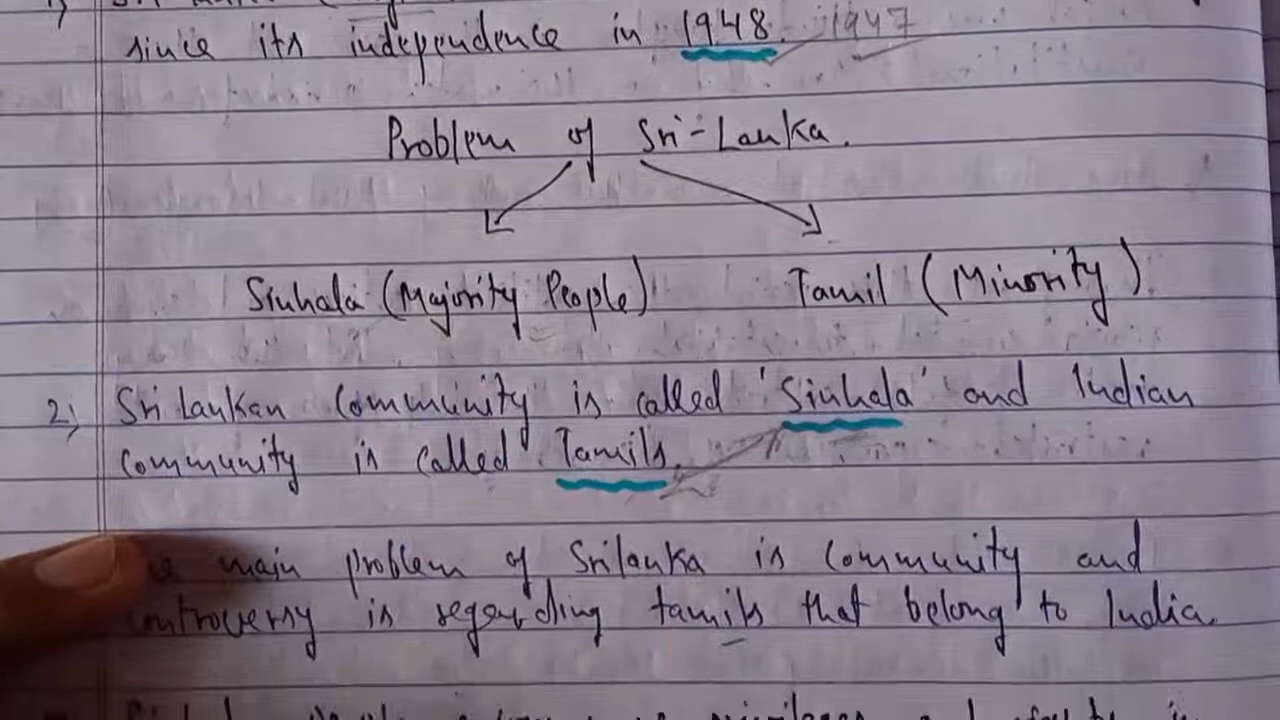 since its independence in 1948. 1947
Problem of Sri-Lanka.
Sinhala (Majority People) Tamil (Minority)
2) Sri Lankan Community is called 'Sinhala' and Indian
community is called Tamils.
main problem of Srilanka is Community and
is regarding tamils that belong to India.